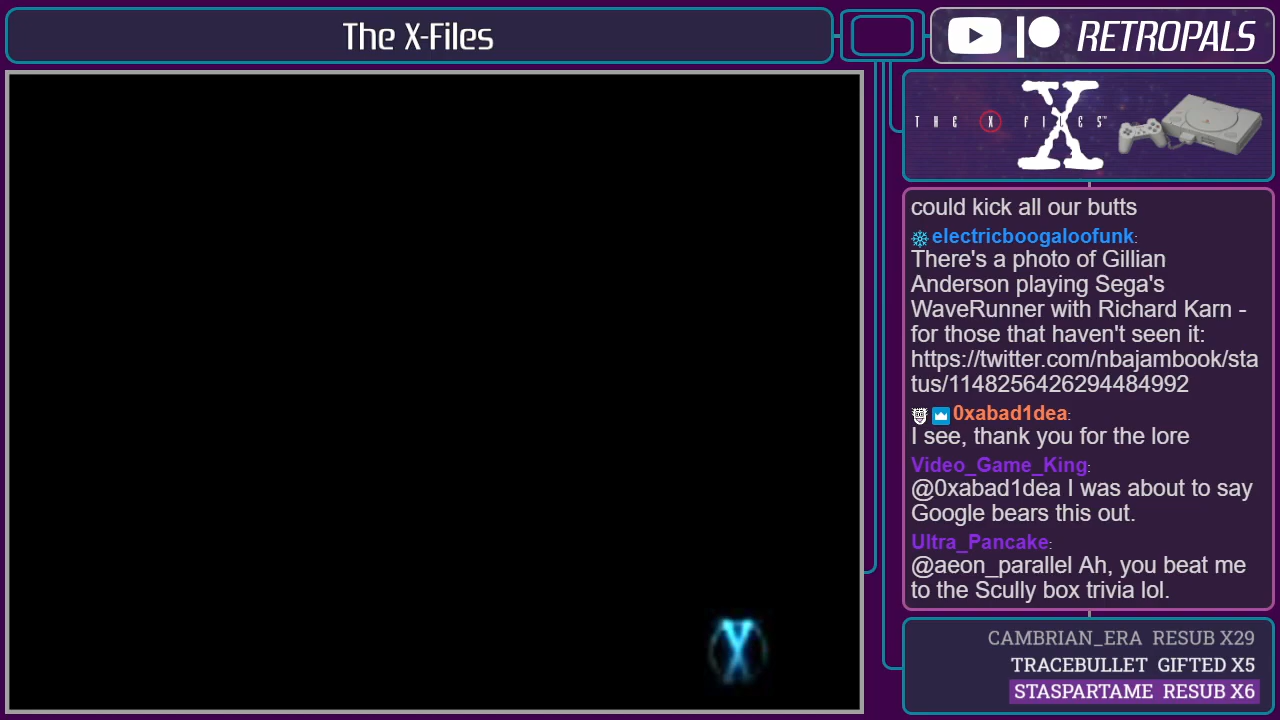 The X-Files
RETROPALS
THE X FILES™
X
could kick all our butts
electricboogaloofunk:
There's a photo of Gillian
Anderson playing Sega's
WaveRunner with Richard Karn -
for those that haven't seen it:
https://twitter.com/nbajambook/sta
tus/1148256426294484992
0xabad1dea:
I see, thank you for the lore
Video_Game_King:
@0xabad1dea I was about to say
Google bears this out.
Ultra_Pancake:
@aeon_parallel Ah, you beat me
to the Scully box trivia lol.
X
CAMBRIAN_ERA RESUB X29
TRACEBULLET GIFTED X5
STASPARTAME RESUB X6